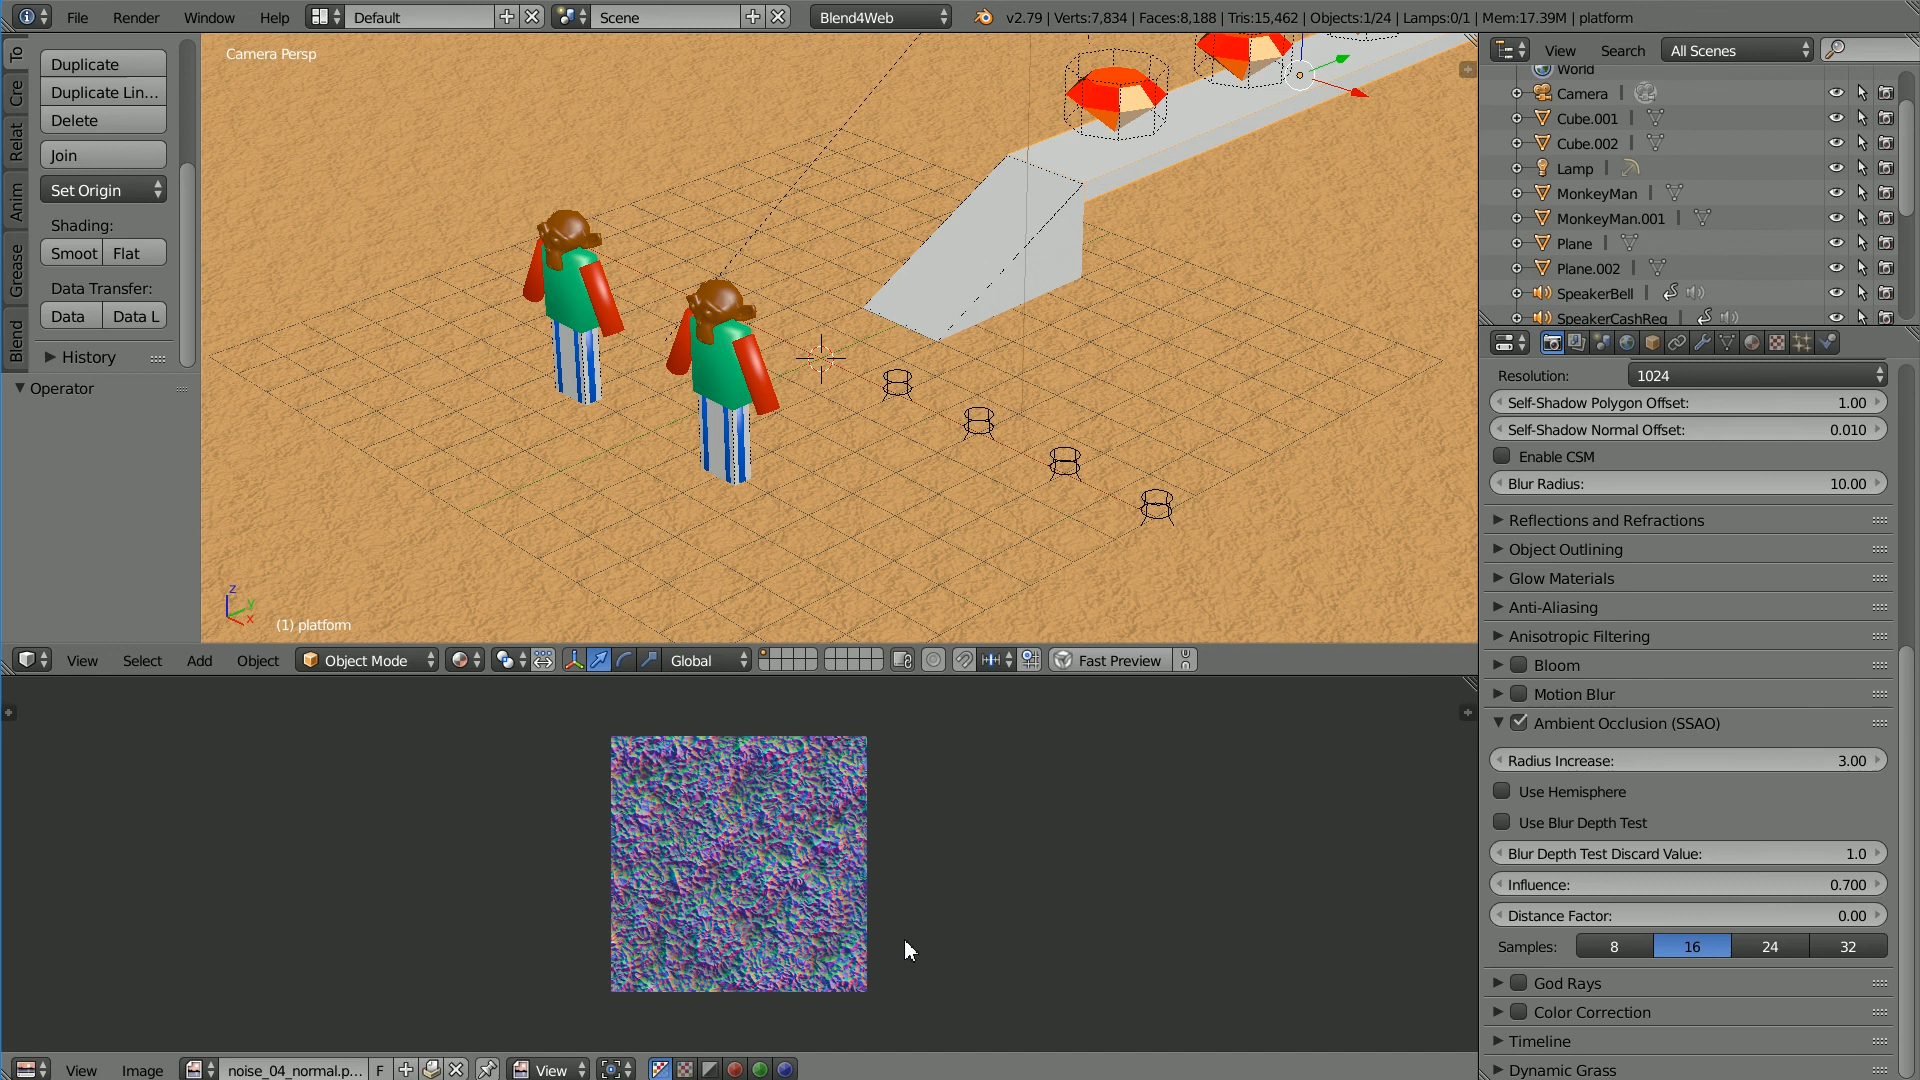 File Render Window Help Default Scene Blend4Web v2.79 | Verts:7,834 | Faces:8,188 | Tris:15,462 | Objects:1/24 | Lamps:0/1 | Mem:17.39M | platform
To
Cre
Relat
Anim
Grease
Blend
Duplicate
Duplicate Lin...
Delete
Join
Set Origin
Shading:
Smoot Flat
Data Transfer:
Data Data L
History
Operator
Camera Persp
z
y
x
(1) platform
View Select Add Object Object Mode Global Fast Preview
View Image noise_04_normal.p... F View
View Search All Scenes
World
Camera
Cube.001
Cube.002
Lamp
MonkeyMan
MonkeyMan.001
Plane
Plane.002
SpeakerBell
SpeakerCashReg
Resolution: 1024
Self-Shadow Polygon Offset: 1.00
Self-Shadow Normal Offset: 0.010
Enable CSM
Blur Radius: 10.00
Reflections and Refractions
Object Outlining
Glow Materials
Anti-Aliasing
Anisotropic Filtering
Bloom
Motion Blur
Ambient Occlusion (SSAO)
Radius Increase: 3.00
Use Hemisphere
Use Blur Depth Test
Blur Depth Test Discard Value: 1.0
Influence: 0.700
Distance Factor: 0.00
Samples: 8 16 24 32
God Rays
Color Correction
Timeline
Dynamic Grass